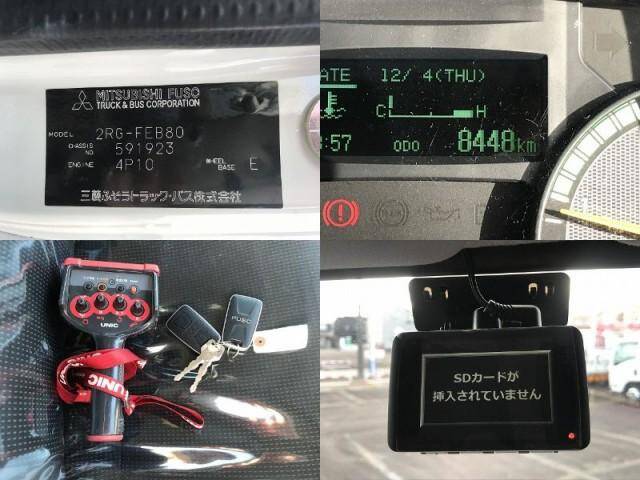 MITSUBISHI FUSO
TRUCK & BUS CORPORATION
MODEL 2RG-FEB80
CHASSIS NO 591923
ENGINE 4P10 WHEEL BASE E
三菱ふそうトラック・バス株式会社
ATE 12/ 4(THU)
C H
:57 ODO 8448km
UNIC
UNIC
FUSO
SDカードが
挿入されていません